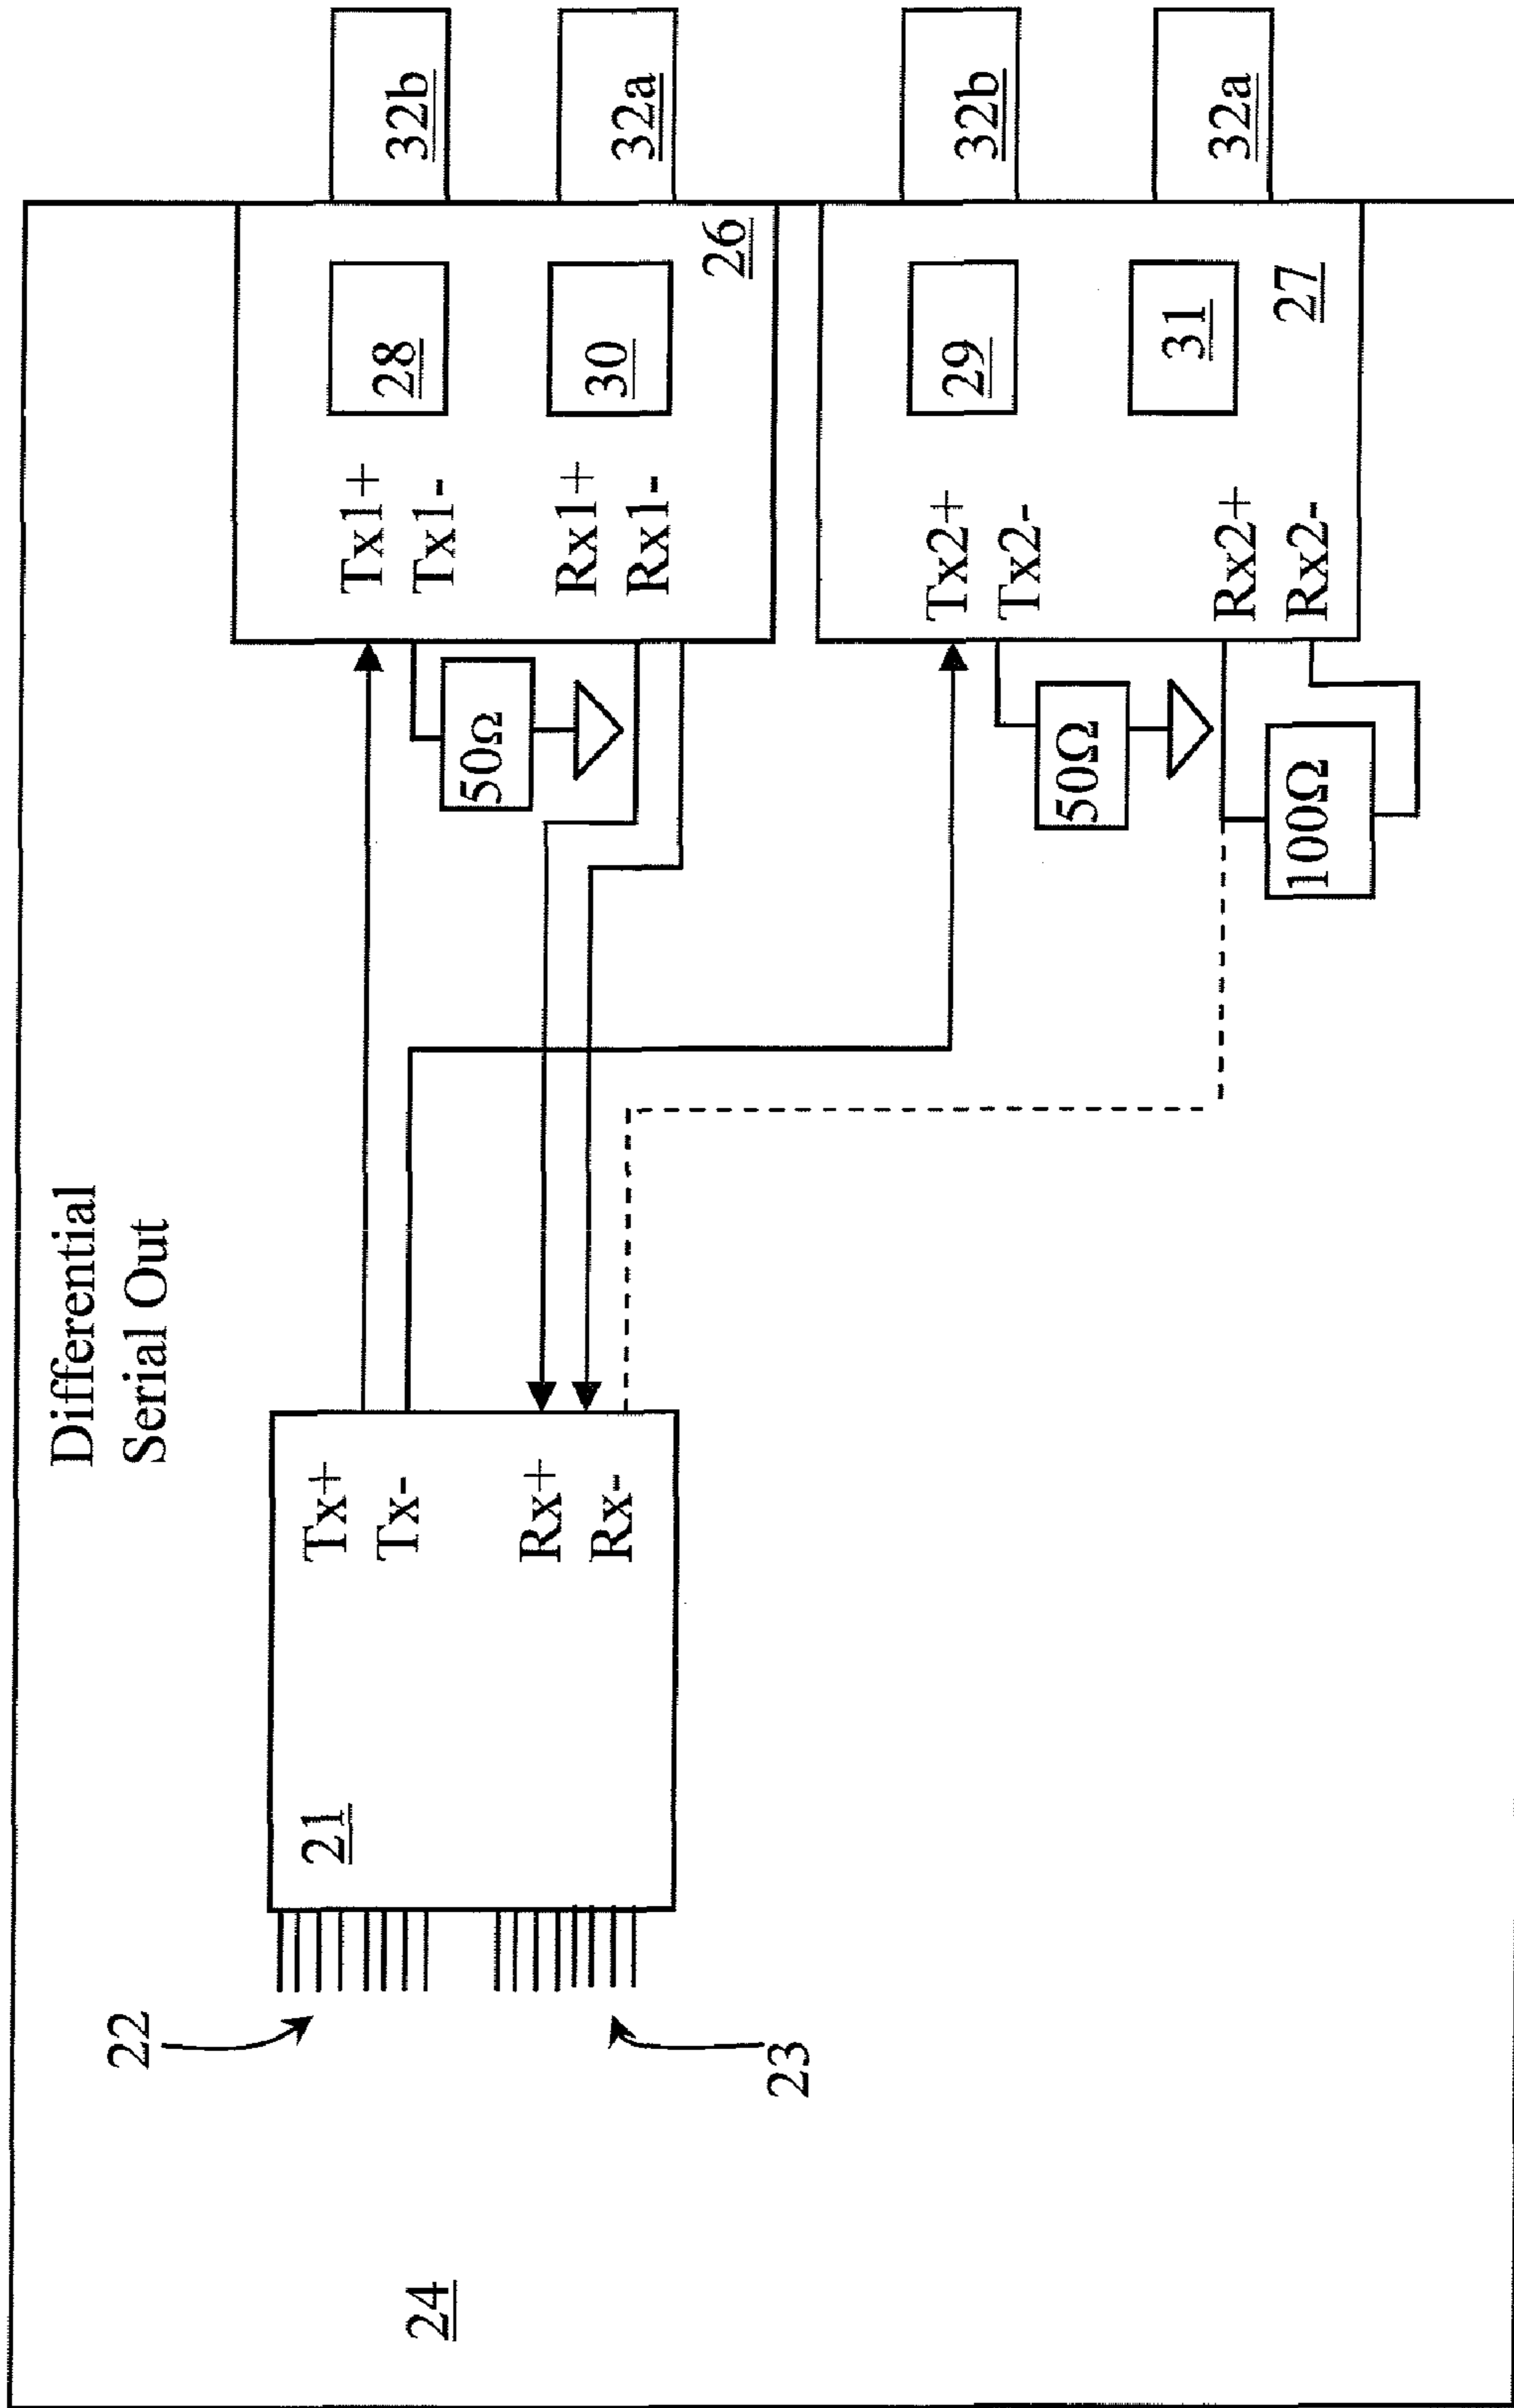 Differential
Serial Out
24
22
23
21
Tx+
Tx-
Rx+
Rx-
50Ω
Tx1+
Tx1-
Rx1+
Rx1-
28
30
26
32b
32a
50Ω
100Ω
Tx2+
Tx2-
Rx2+
Rx2-
29
31
27
32b
32a